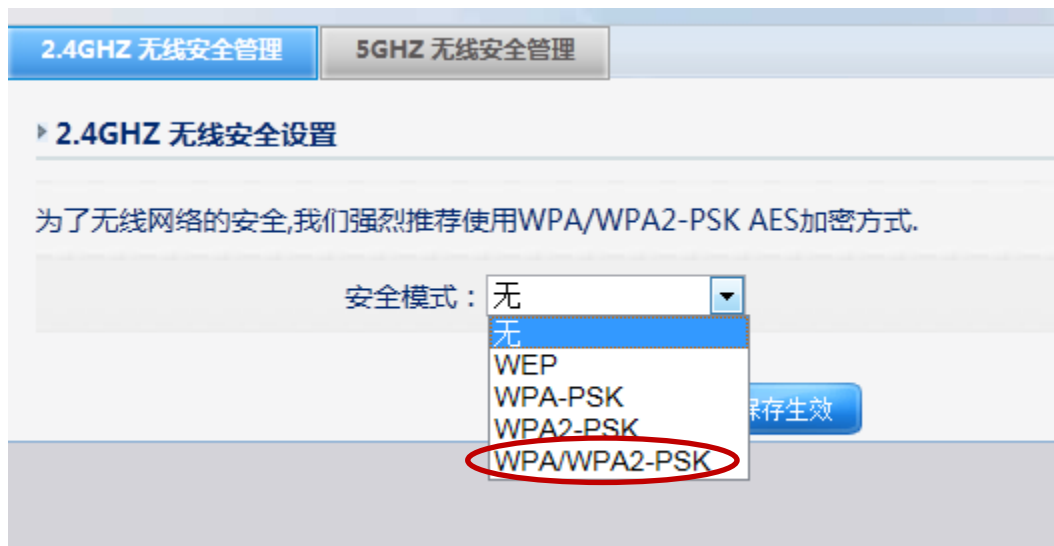 2.4GHZ 无线安全管理 5GHZ 无线安全管理
2.4GHZ 无线安全设置
为了无线网络的安全,我们强烈推荐使用WPA/WPA2-PSK AES加密方式.
安全模式：无
无
WEP
WPA-PSK
保存生效
WPA2-PSK
WPA/WPA2-PSK